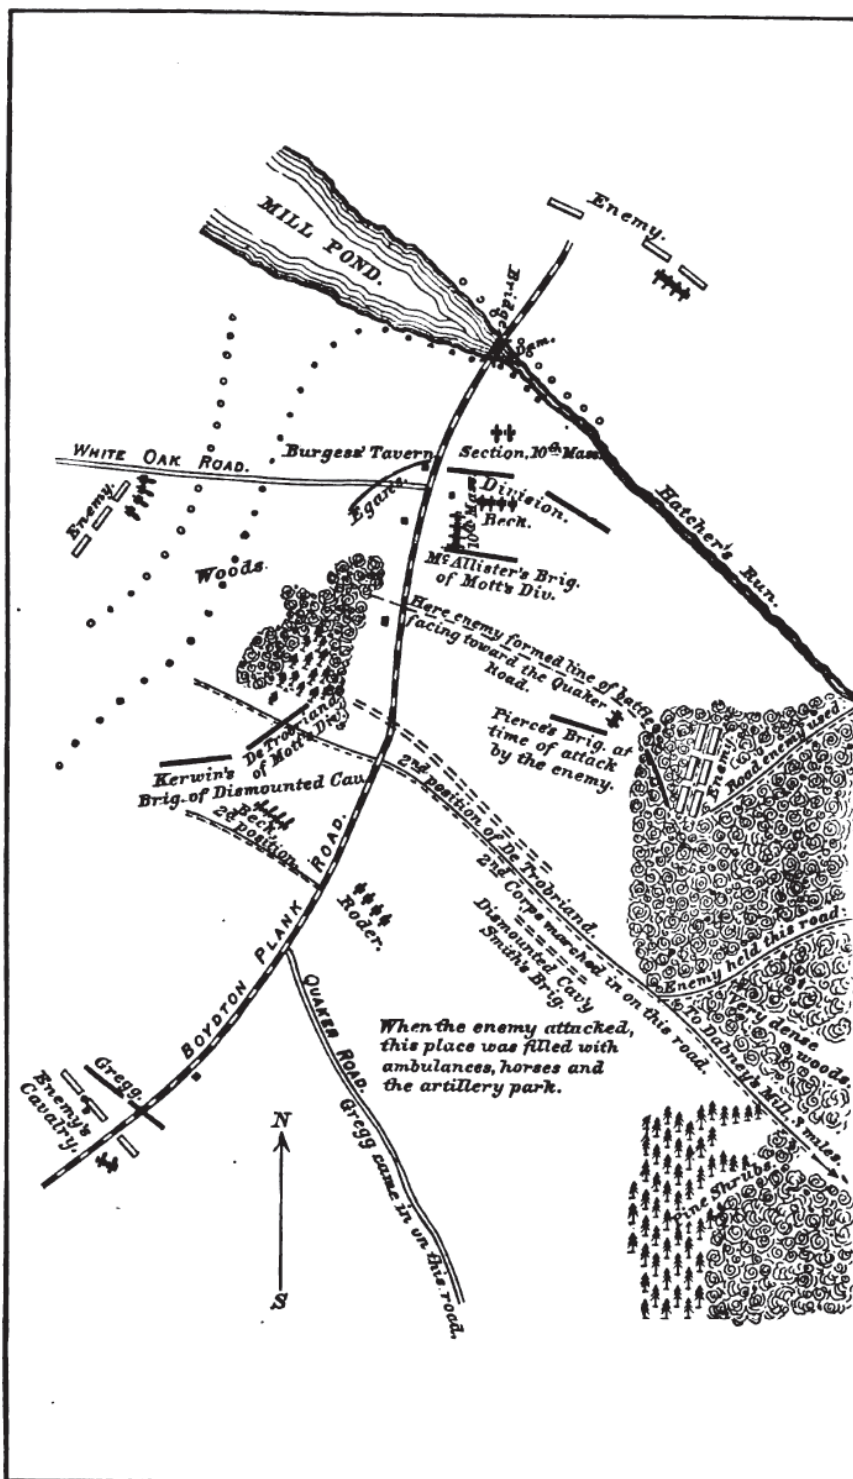 MILL POND.
Enemy.
Bridge
Dam.
Burgess' Tavern
Section, 10th Mass.
WHITE OAK ROAD.
Enemy.
Egan's
Division.
Beck.
10th Mass.
McAllister's Brig.
of Mott's Div.
Hatcher's Run.
Woods.
Here enemy formed line of battle
facing toward the Quaker
Road.
De Trobriand
of Mott's Div.
Pierce's Brig. at
time of attack
by the enemy.
Enemy.
Road enemy used
Kerwin's
Brig. of Dismounted Cav.
Beck,
2d position.
2nd position of De Trobriand.
2nd Corps marched in on this road.
Roder.
Dismounted Cav'y
Smith's Brig.
Enemy held this road.
BOYDTON PLANK ROAD.
To Dabney's Mill, 3 miles.
Very dense
woods.
When the enemy attacked,
this place was filled with
ambulances, horses and
the artillery park.
QUAKER ROAD.
Gregg came in on this road.
Gregg.
Enemy's
Cavalry.
Pine Shrubs.
N
S